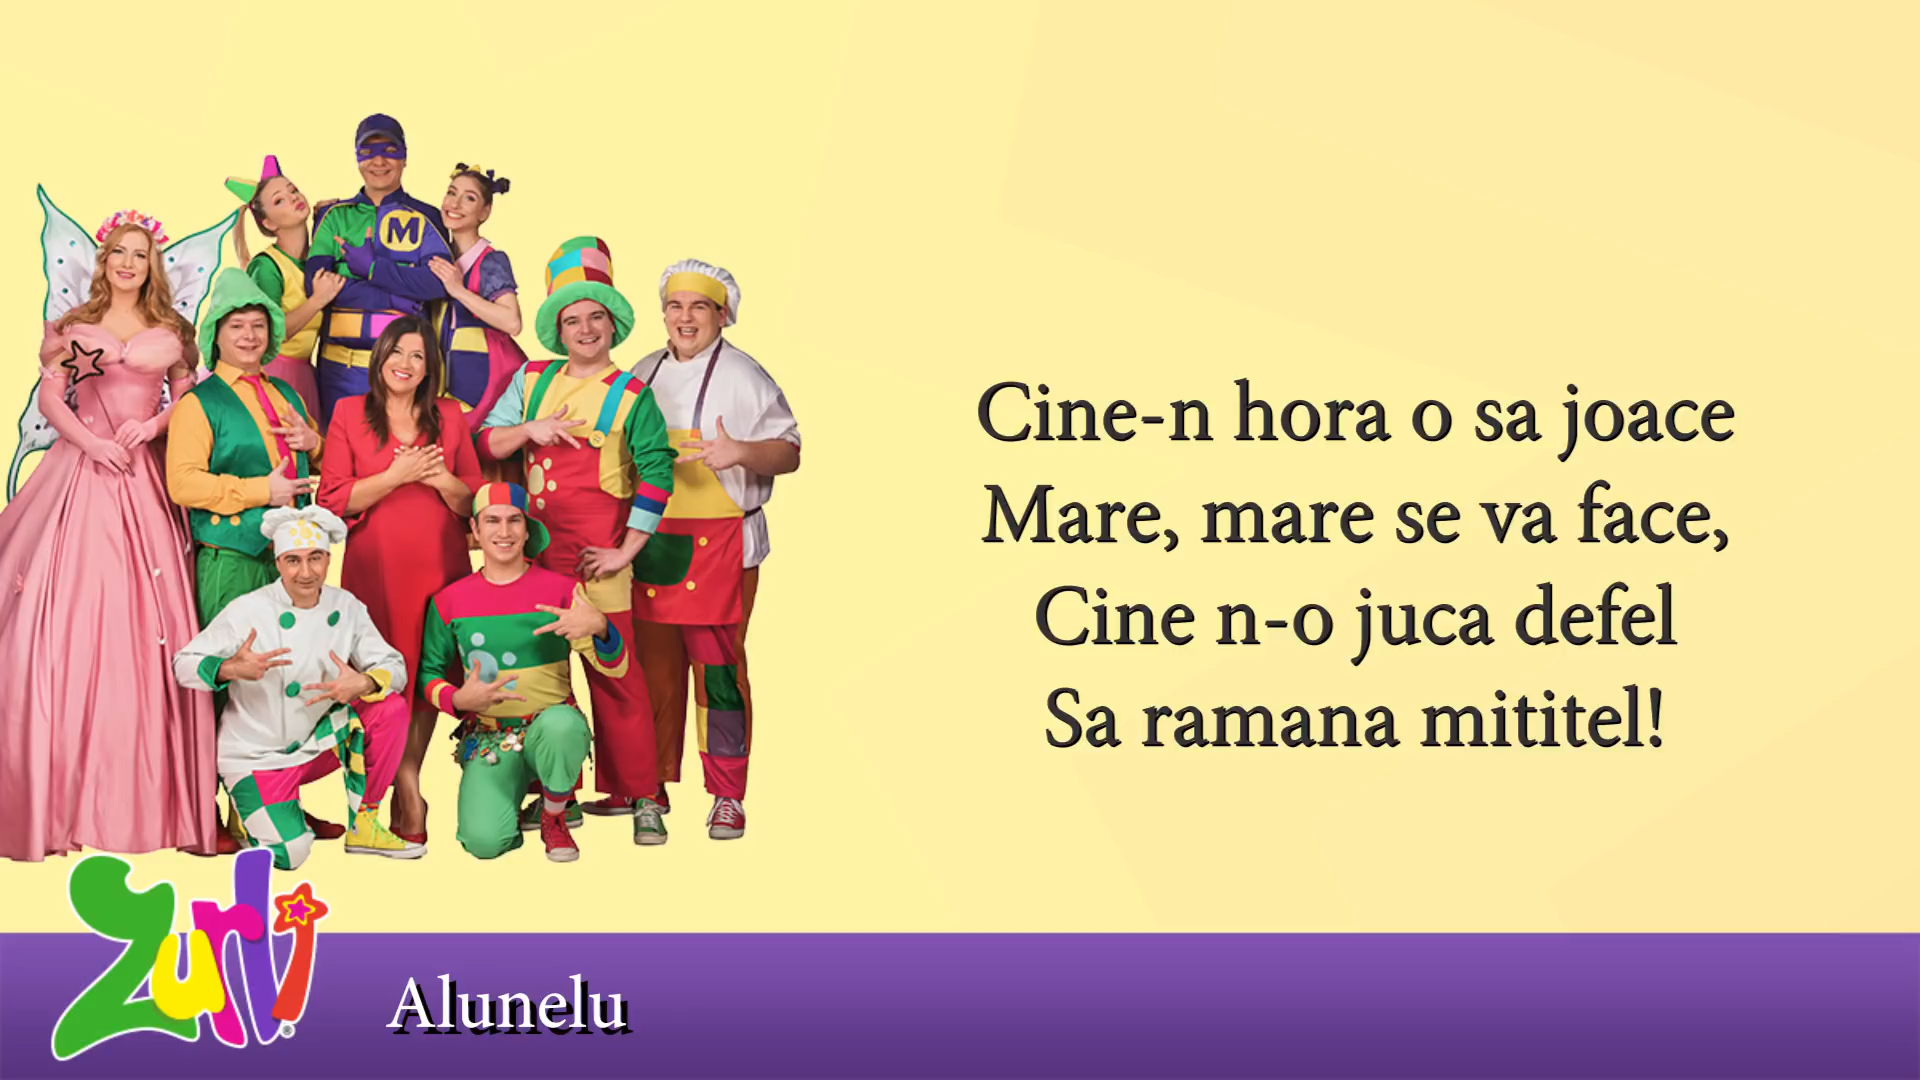 M
Cine-n hora o sa joace
Mare, mare se va face,
Cine n-o juca defel
Sa ramana mititel!
Zurli
®
Alunelu